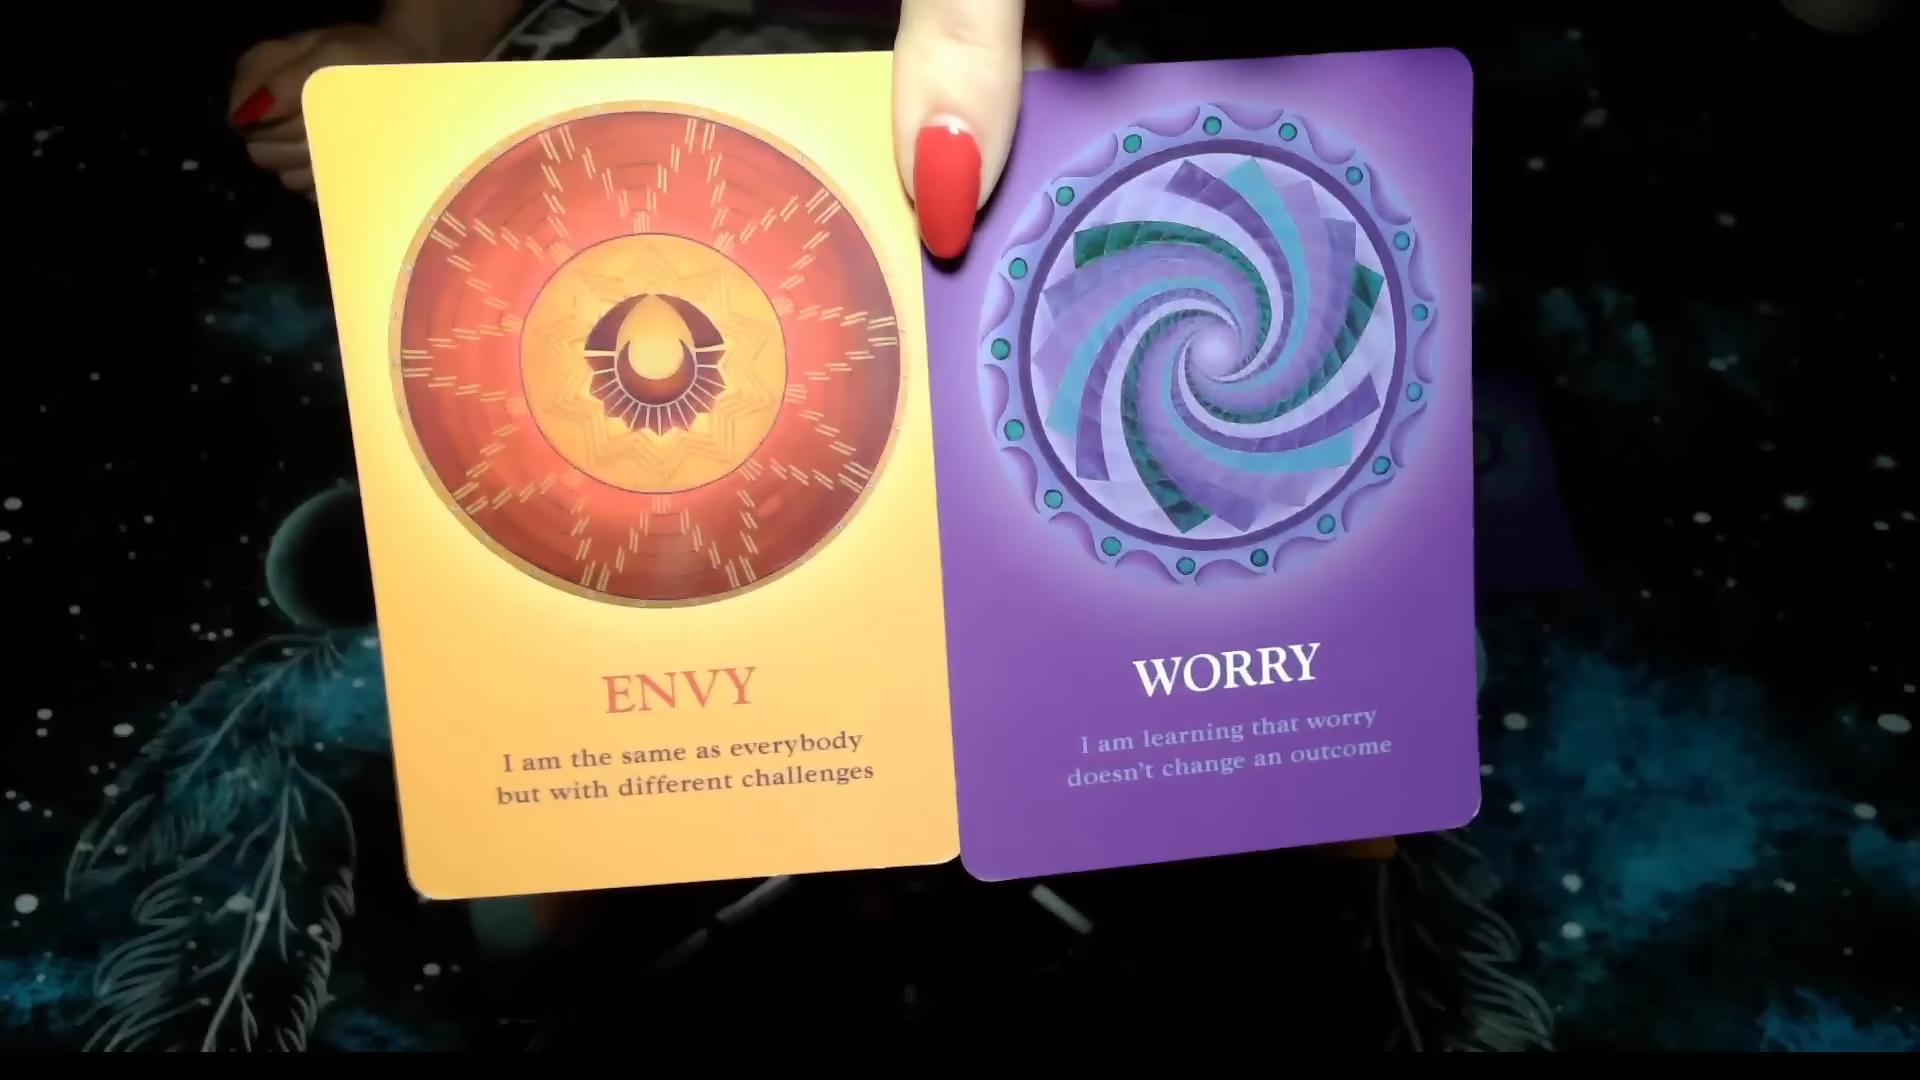 ENVY
I am the same as everybody
but with different challenges
WORRY
I am learning that worry
doesn't change an outcome